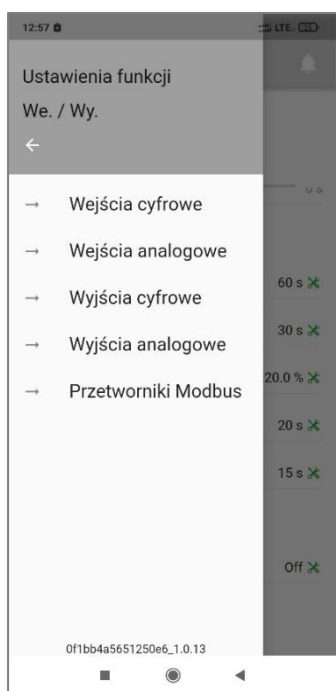 12:57 LTE
Ustawienia funkcji
We. / Wy.
Wejścia cyfrowe
Wejścia analogowe
Wyjścia cyfrowe
Wyjścia analogowe
Przetworniki Modbus
60 s
30 s
20.0 %
20 s
15 s
Off
0f1bb4a5651250e6_1.0.13